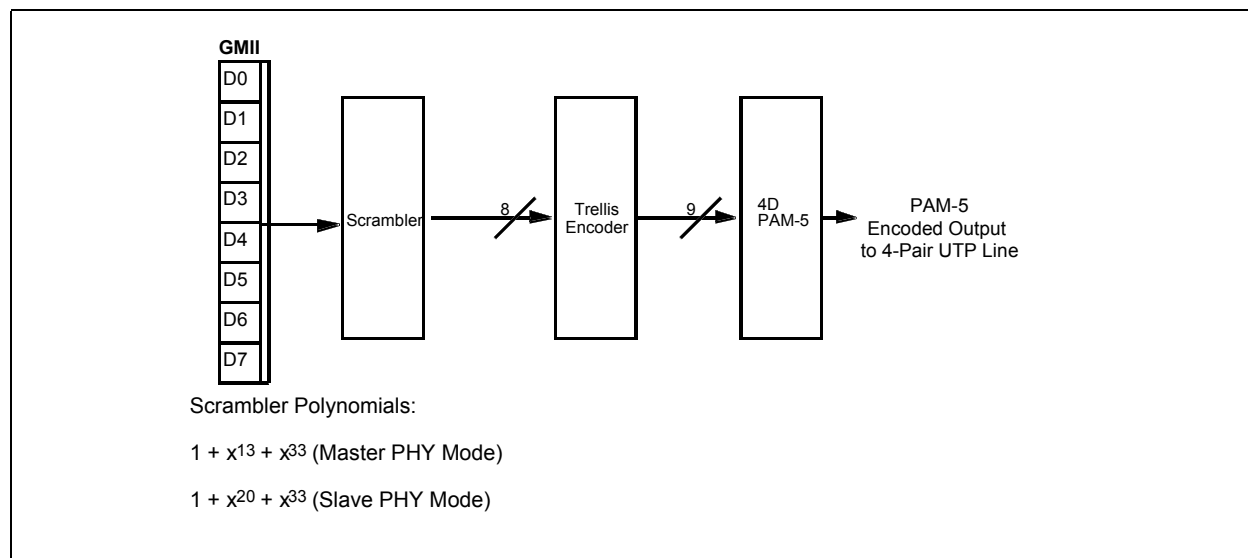 GMII
D0
D1
D2
D3
D4
D5
D6
D7
Scrambler
8
Trellis
Encoder
9
4D
PAM-5
PAM-5
Encoded Output
to 4-Pair UTP Line
Scrambler Polynomials:
1 + x13 + x33 (Master PHY Mode)
1 + x20 + x33 (Slave PHY Mode)